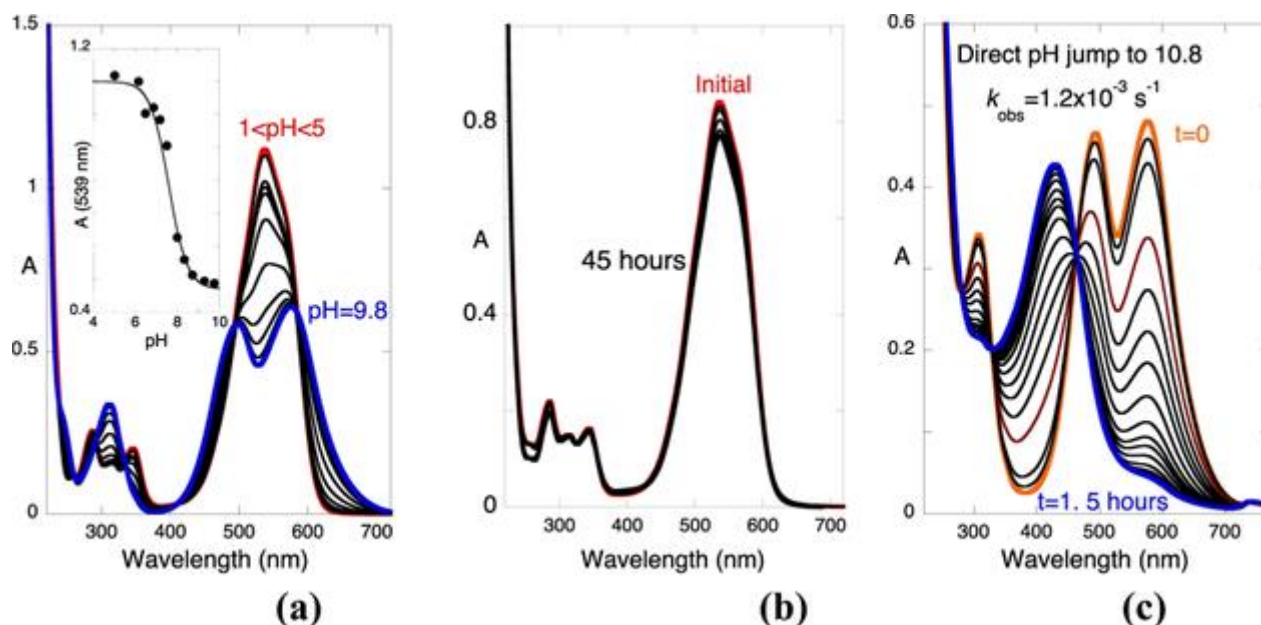 1.5
1
0.5
0
A
300 400 500 600 700
Wavelength (nm)
1.2
A (539 nm)
0.4
4 6 8 10
pH
1<pH<5
pH=9.8
(a)
0.8
0.4
0
A
300 400 500 600 700
Wavelength (nm)
Initial
45 hours
(b)
0.6
0.4
0.2
0
A
300 400 500 600 700
Wavelength (nm)
Direct pH jump to 10.8
k_obs=1.2x10⁻³ s⁻¹
t=0
t=1. 5 hours
(c)